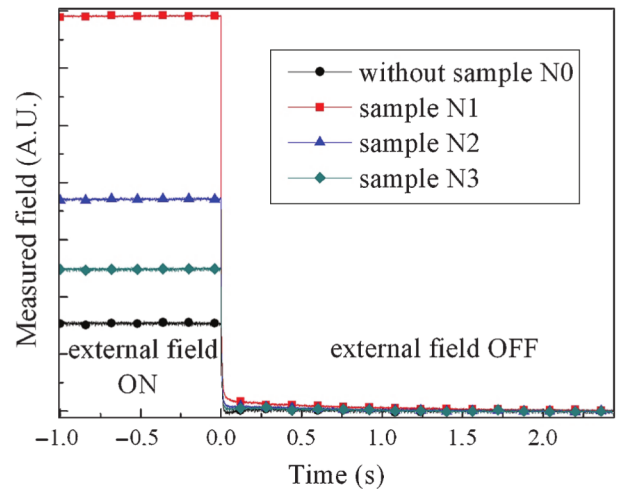 without sample N0
sample N1
sample N2
sample N3
Measured field (A.U.)
external field
ON
external field OFF
−1.0 −0.5 0.0 0.5 1.0 1.5 2.0
Time (s)